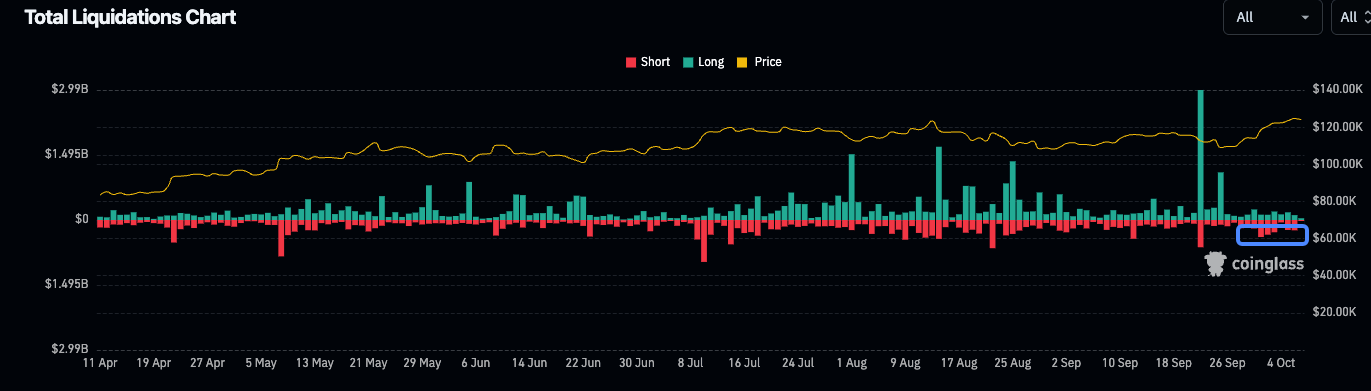 Total Liquidations Chart
All
All
Short Long Price
$2.99B
$140.00K
$120.00K
$1.495B
$100.00K
$80.00K
$0
$60.00K
coinglass
$1.495B
$40.00K
$20.00K
$2.99B
11 Apr 19 Apr 27 Apr 5 May 13 May 21 May 29 May 6 Jun 14 Jun 22 Jun 30 Jun 8 Jul 16 Jul 24 Jul 1 Aug 9 Aug 17 Aug 25 Aug 2 Sep 10 Sep 18 Sep 26 Sep 4 Oct